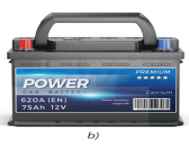 PREMIUM
★★★★★
POWER
CAR BATTERY
620A (EN)
75Ah 12V
Calcium
b)